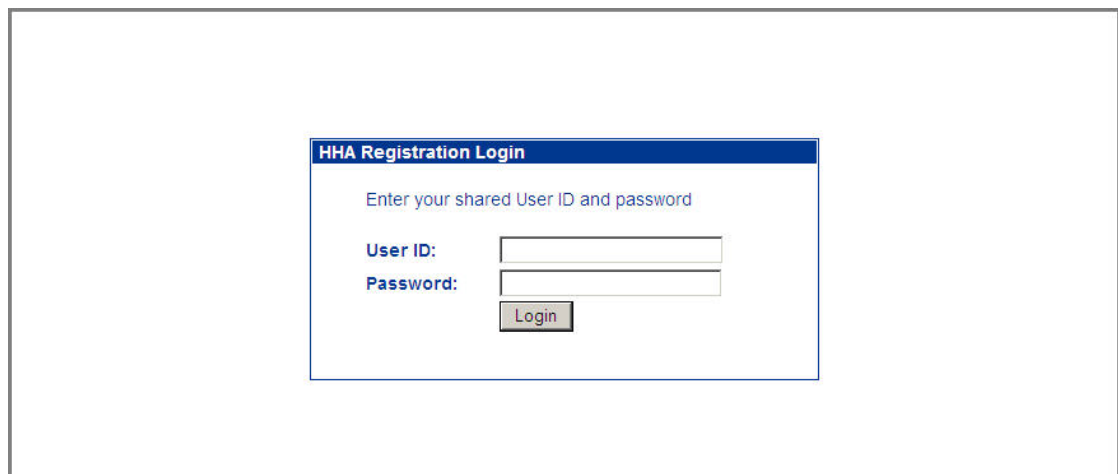 HHA Registration Login
Enter your shared User ID and password
User ID:
Password:
Login